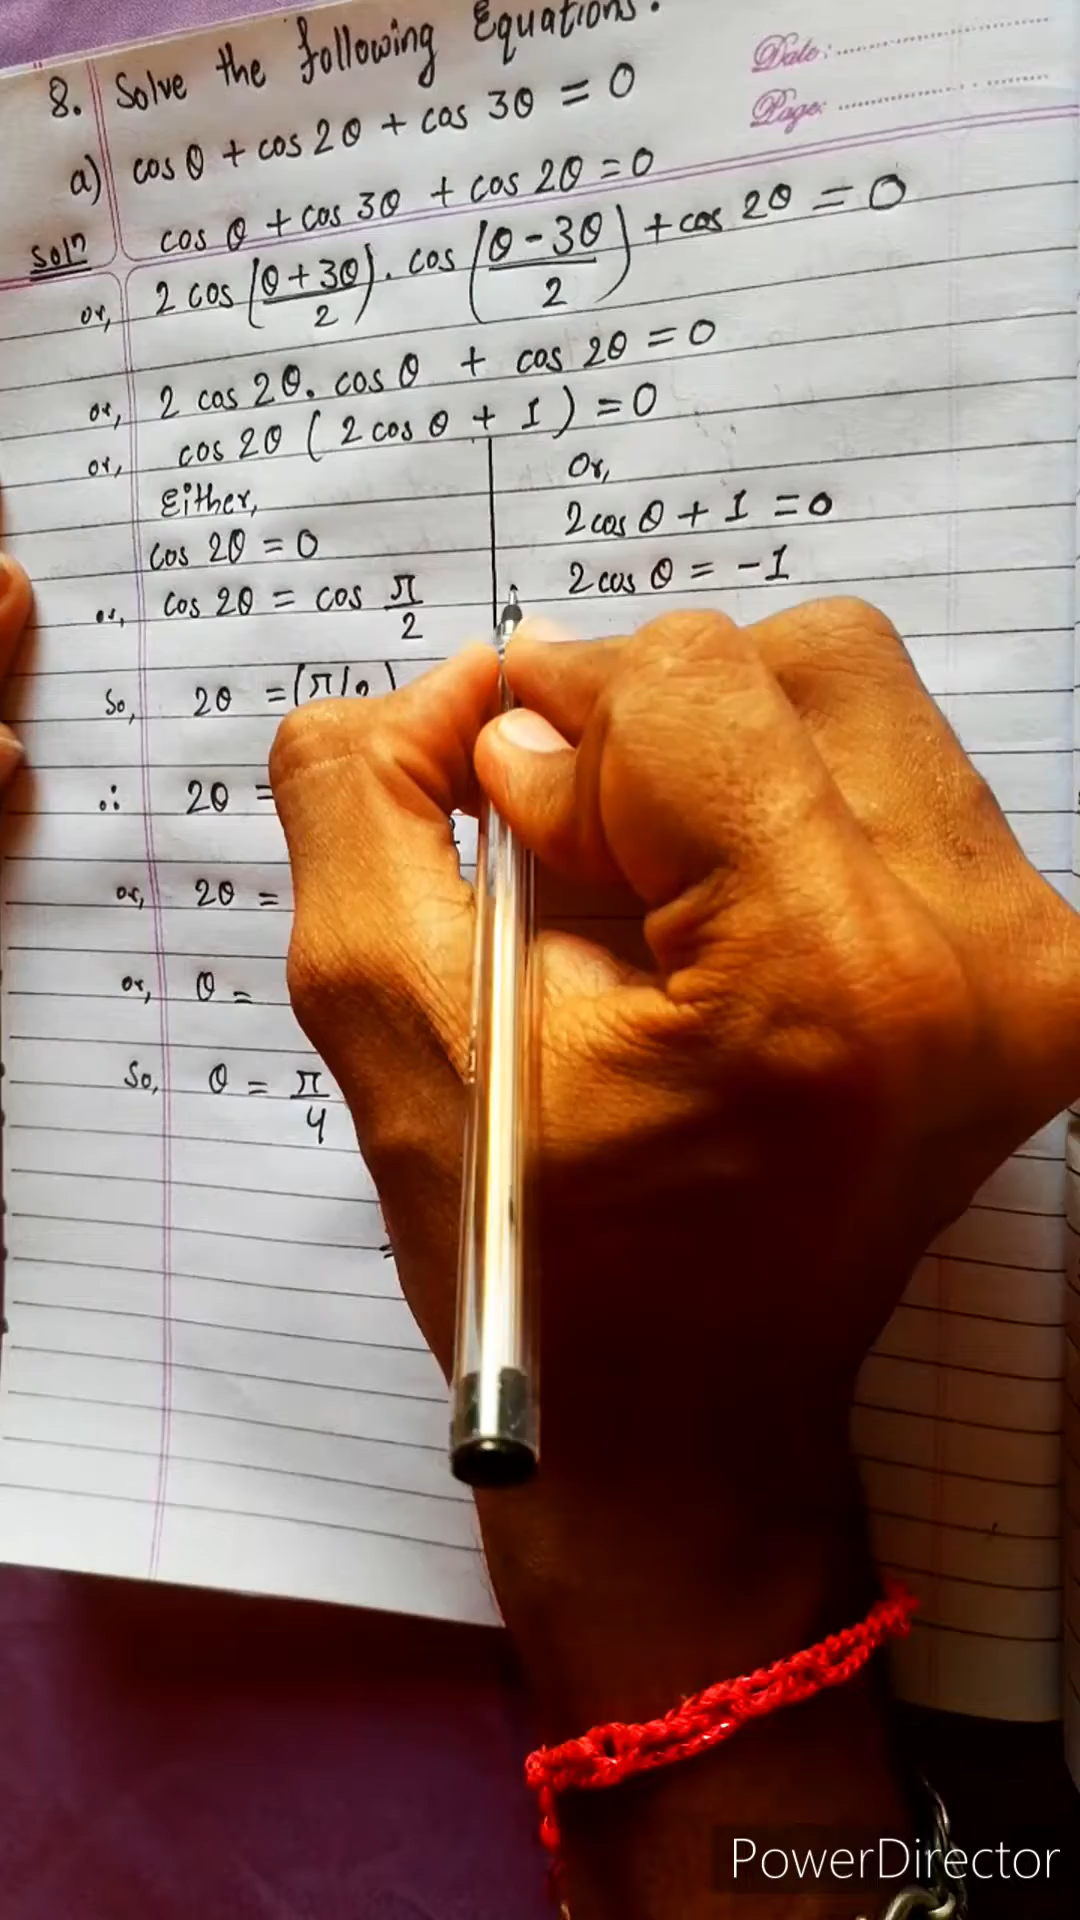 8. Solve the following Equations.
Date:
Page:
a) cos θ + cos 2θ + cos 3θ = 0
Solⁿ cos θ + cos 3θ + cos 2θ = 0
or, 2 cos (θ + 3θ / 2) . cos (θ - 3θ / 2) + cos 2θ = 0
or, 2 cos 2θ . cos θ + cos 2θ = 0
or, cos 2θ ( 2 cos θ + 1 ) = 0
Either,
cos 2θ = 0
or, cos 2θ = cos π/2
So, 2θ = (π/2)
∴ 2θ =
or, 2θ =
or, θ =
So, θ = π/4
Or,
2 cos θ + 1 = 0
2 cos θ = -1
PowerDirector